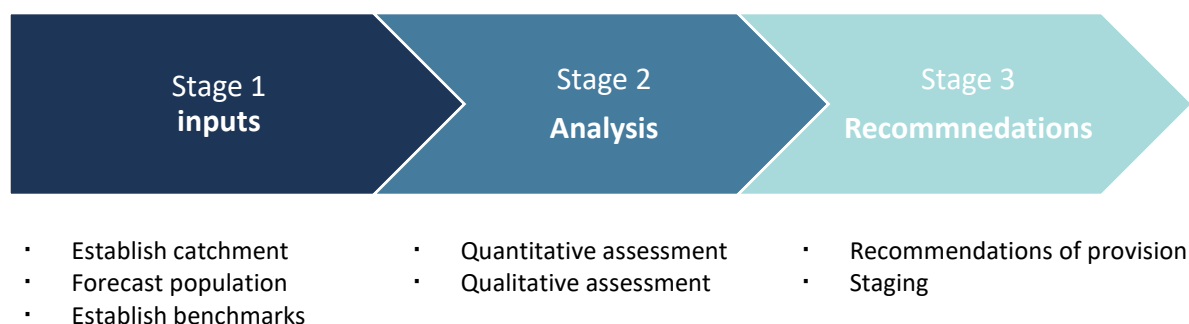 Stage 1
inputs
Stage 2
Analysis
Stage 3
Recommnedations
· Establish catchment
· Forecast population
· Establish benchmarks
· Quantitative assessment
· Qualitative assessment
· Recommendations of provision
· Staging